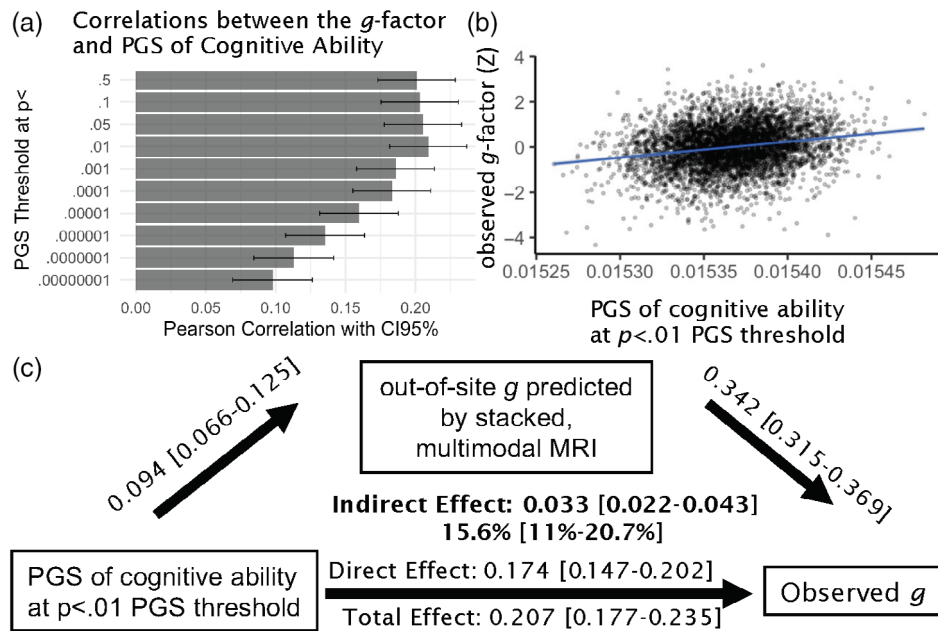 (a)
Correlations between the g-factor
and PGS of Cognitive Ability
PGS Threshold at p<
.5
.1
.05
.01
.001
.0001
.00001
.000001
.0000001
.00000001
0.00 0.05 0.10 0.15 0.20
Pearson Correlation with CI95%
(b)
observed g-factor (Z)
4
2
0
−2
−4
0.01525 0.01530 0.01535 0.01540 0.01545
PGS of cognitive ability
at p<.01 PGS threshold
(c)
0.094 [0.066-0.125]
out-of-site g predicted
by stacked,
multimodal MRI
0.342 [0.315-0.369]
Indirect Effect: 0.033 [0.022-0.043]
15.6% [11%-20.7%]
PGS of cognitive ability
at p<.01 PGS threshold
Direct Effect: 0.174 [0.147-0.202]
Total Effect: 0.207 [0.177-0.235]
Observed g